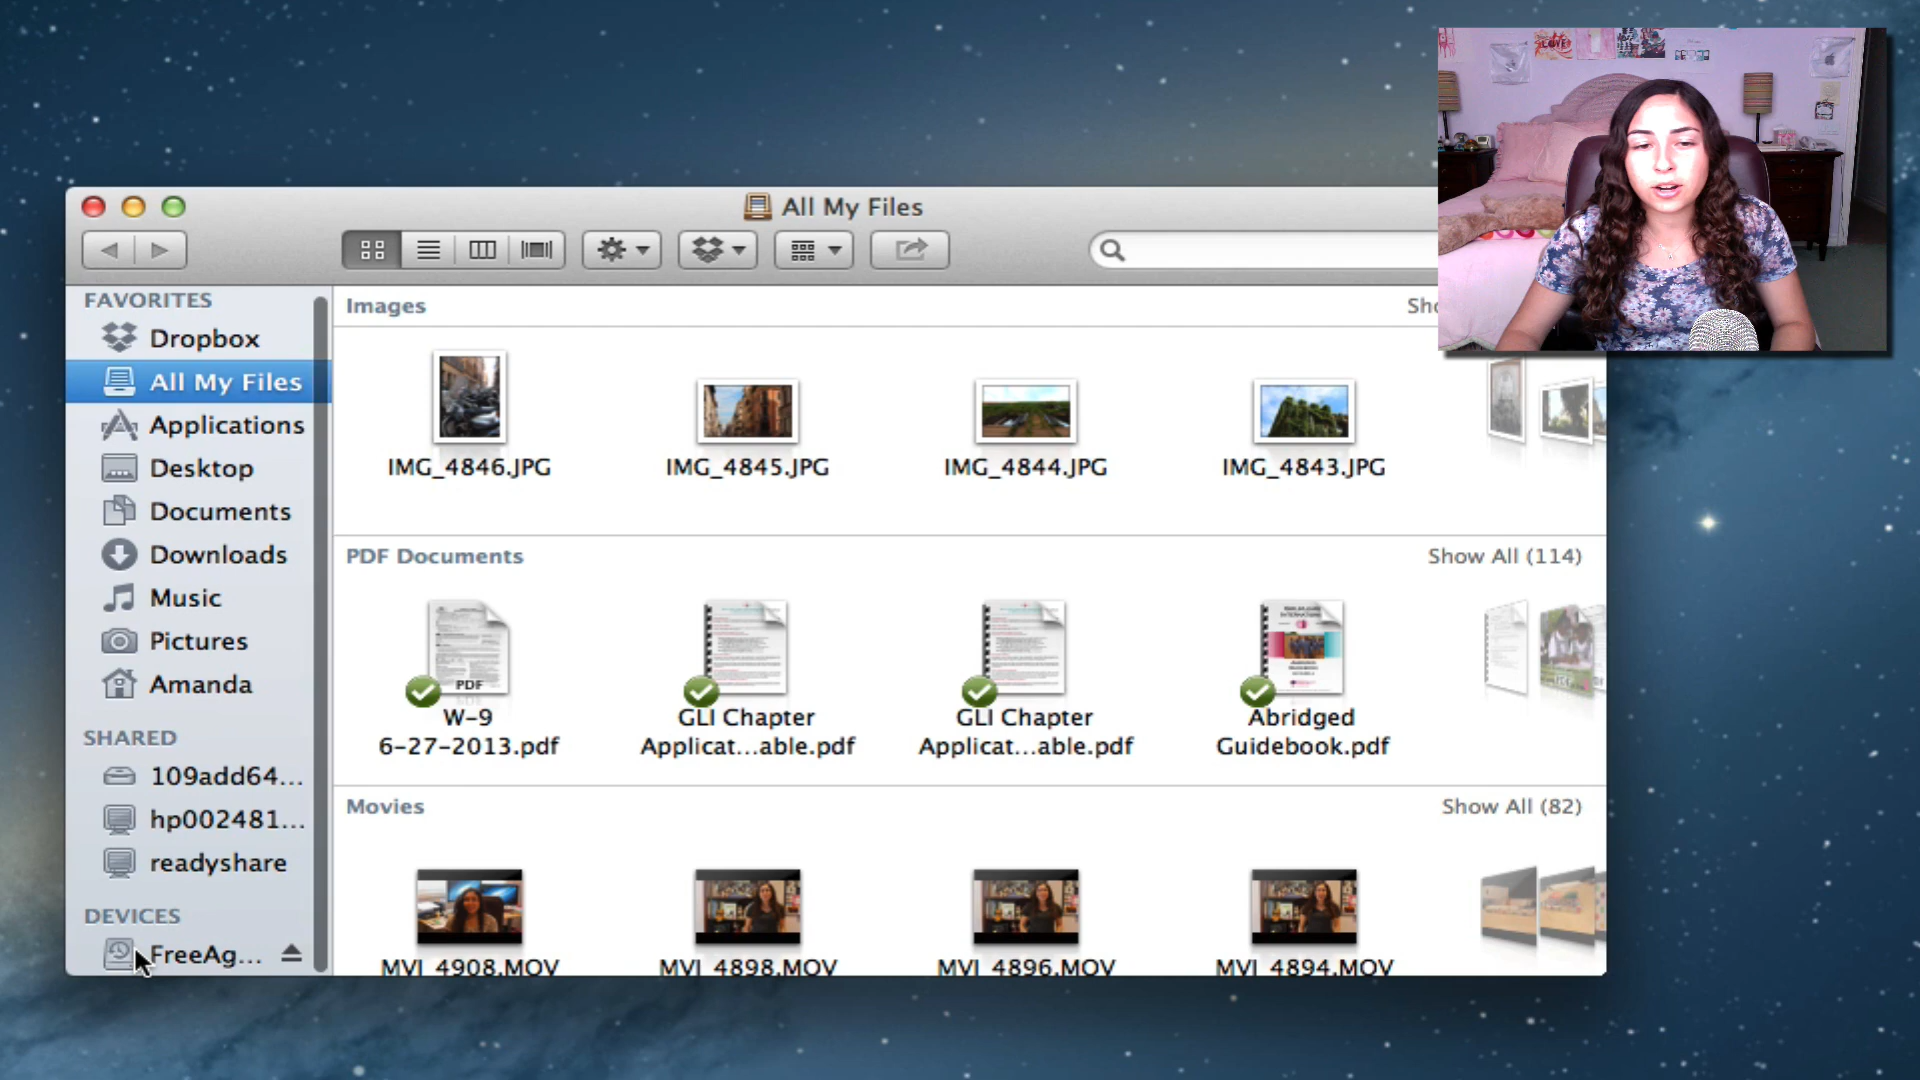 All My Files
FAVORITES
Dropbox
All My Files
Applications
Desktop
Documents
Downloads
Music
Pictures
Amanda
SHARED
109add64...
hp002481...
readyshare
DEVICES
FreeAg...
Images
IMG_4846.JPG
IMG_4845.JPG
IMG_4844.JPG
IMG_4843.JPG
PDF Documents
Show All (114)
PDF
W-9
6-27-2013.pdf
GLI Chapter
Applicat...able.pdf
GLI Chapter
Applicat...able.pdf
Abridged
Guidebook.pdf
Movies
Show All (82)
MVI_4908.MOV
MVI_4898.MOV
MVI_4896.MOV
MVI_4894.MOV
LOVE